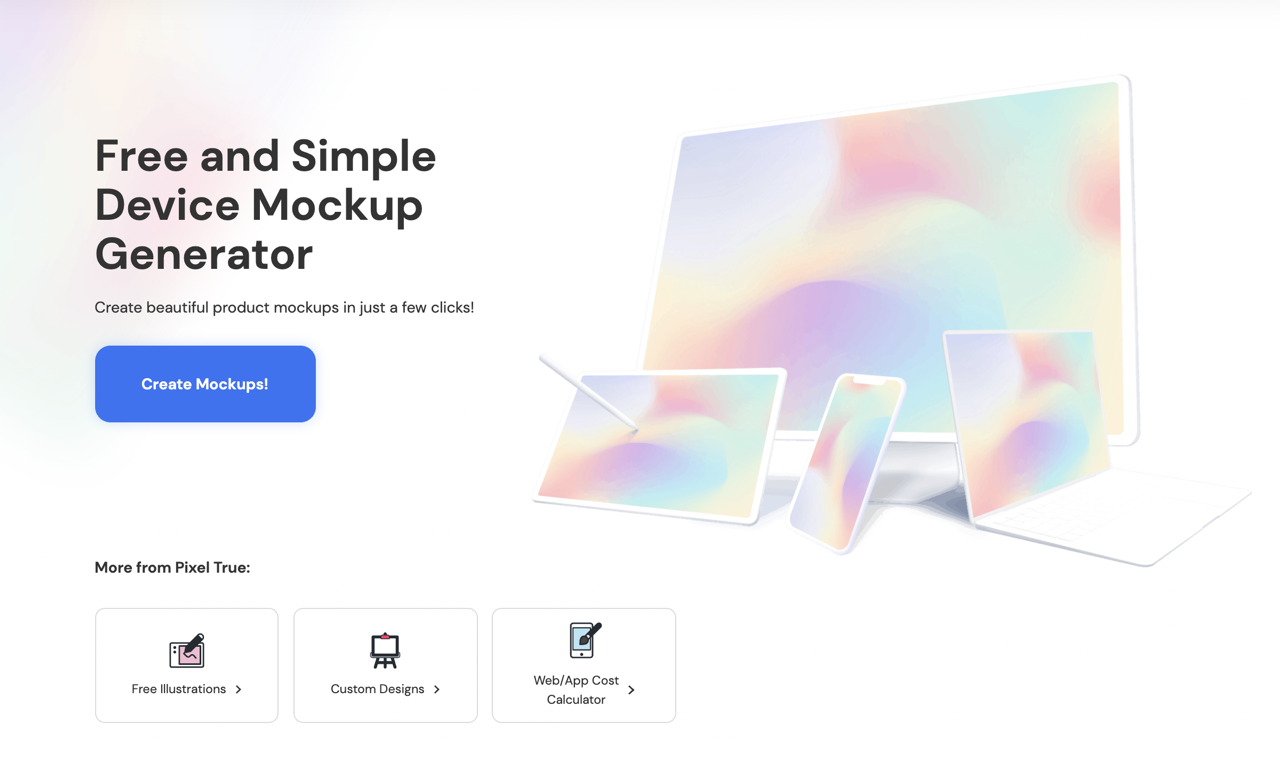 Free and Simple
Device Mockup
Generator
Create beautiful product mockups in just a few clicks!
Create Mockups!
More from Pixel True:
Free Illustrations
Custom Designs
Web/App Cost
Calculator